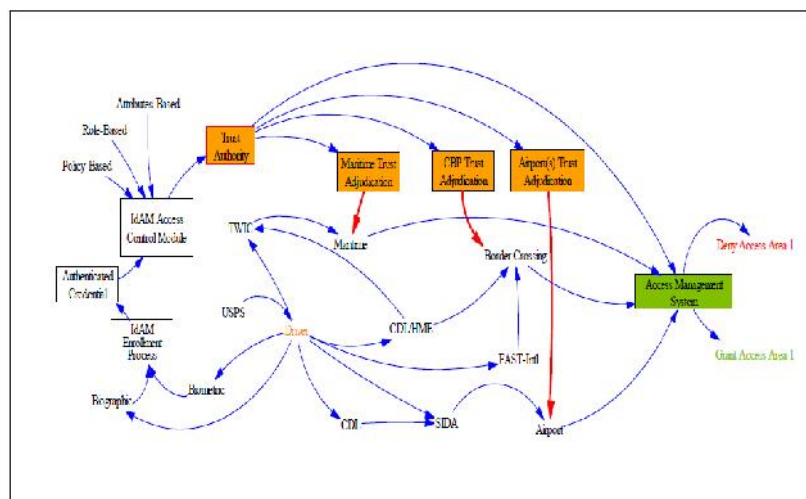 Attributes Based
Role-Based
Policy Based
Trust
Authority
Maritime Trust
Adjudication
CBP Trust
Adjudication
Airport(s) Trust
Adjudication
IdAM Access
Control Module
TWIC
Maritime
Border Crossing
Deny Access Area 1
Authenticated
Credential
Access Management
System
USPS
Driver
CDL/HME
IdAM
Enrollment
Process
FAST-Intl
Grant Access Area 1
Biometric
Biographic
CDL
SIDA
Airport